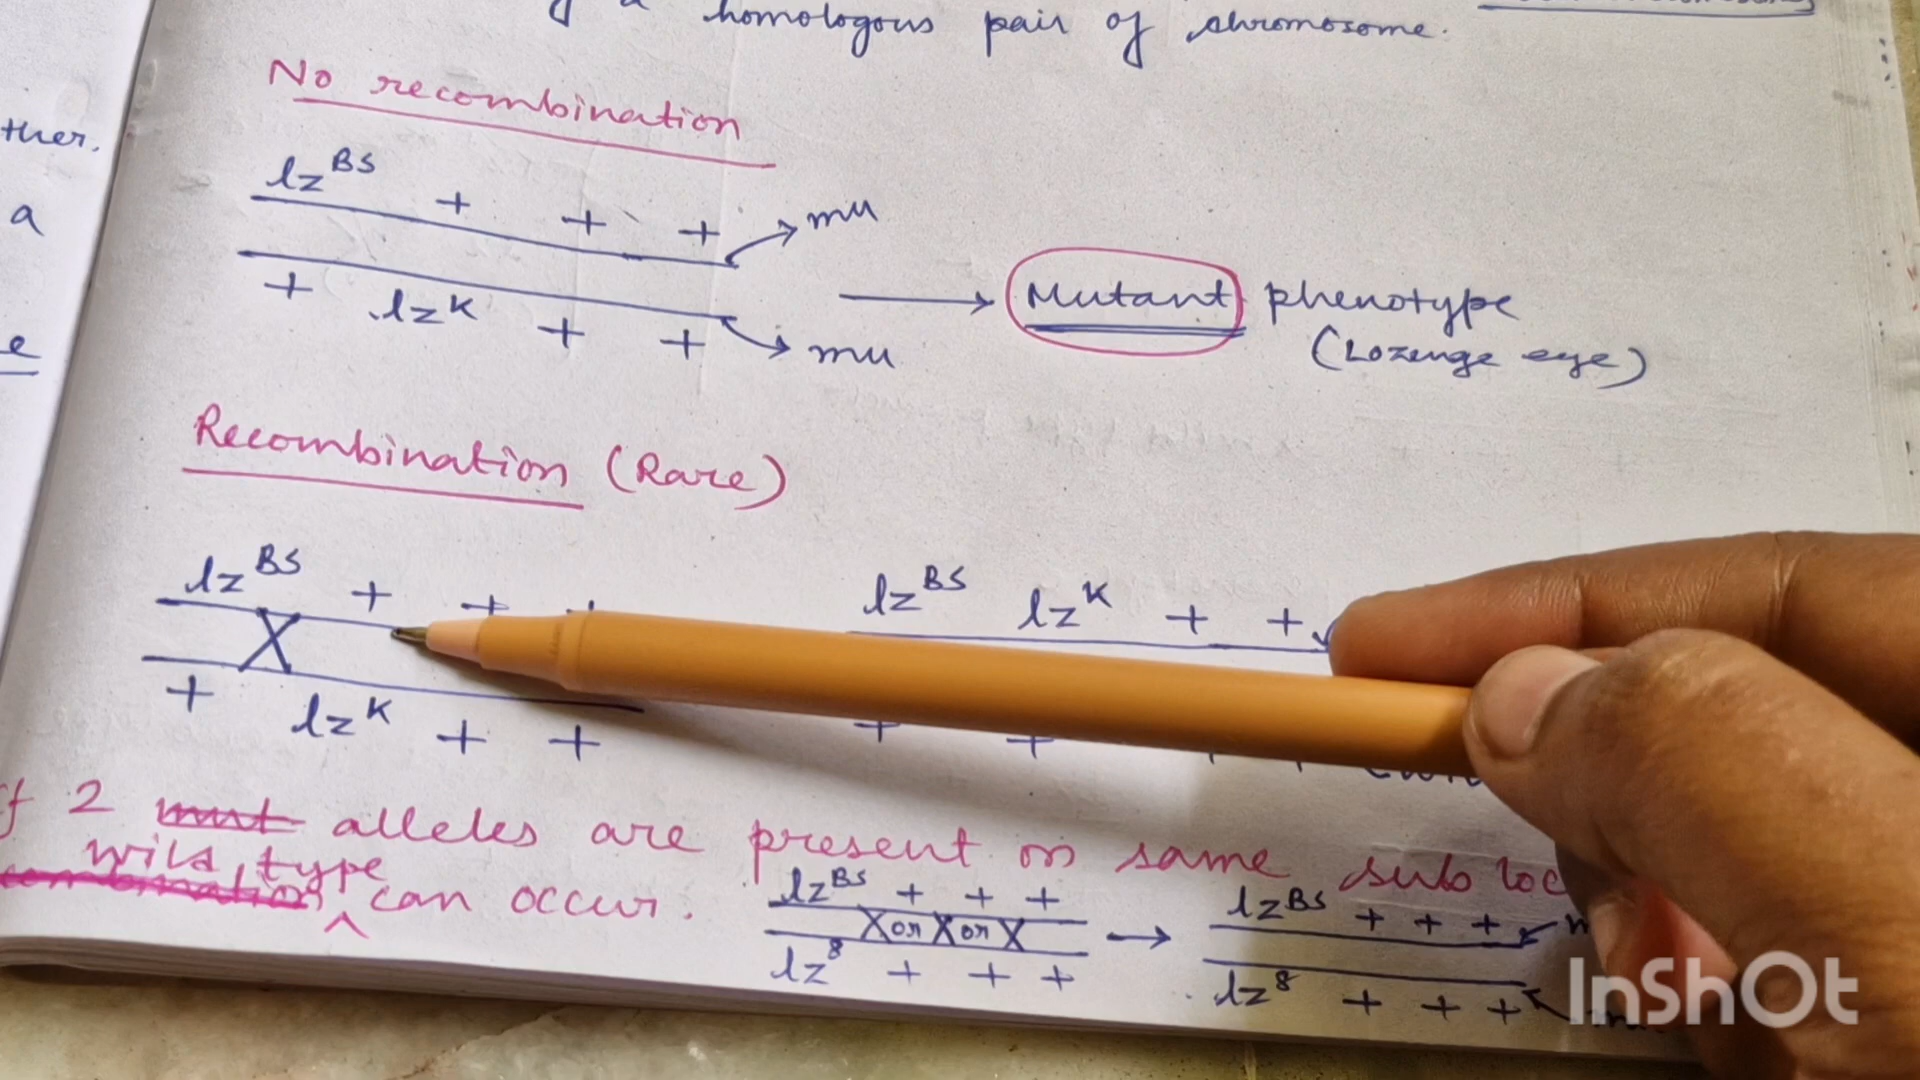 a homologous pair of chromosome.
ther.
a
e
No recombination
lz^BS + + +
mu
+ lz^K + +
mu
Mutant phenotype
(Lozenge eye)
Recombination (Rare)
lz^BS + + +
+ lz^K + +
lz^BS lz^K + +
+ + + +
If 2 alleles are present on same sub loc
wild type
can occur.
lz^BS + + +
X or X or X
lz^8 + + +
lz^BS + + +
lz^8 + + +
InShOt